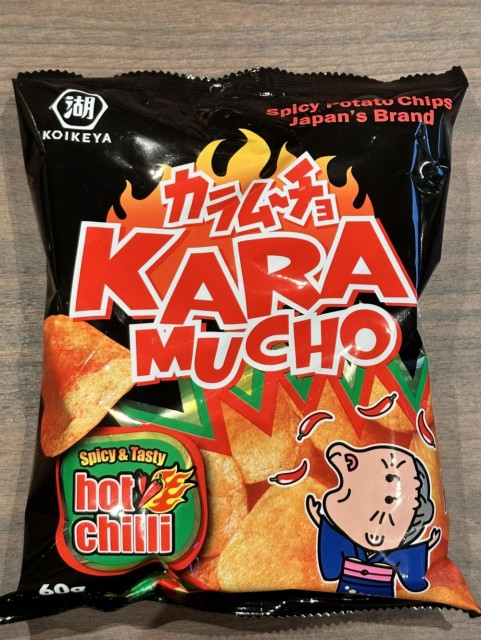 湖
KOIKEYA
Spicy Potato Chips
Japan's Brand
カラムーチョ
KARA
MUCHO
Spicy & Tasty
hot
chilli
60g